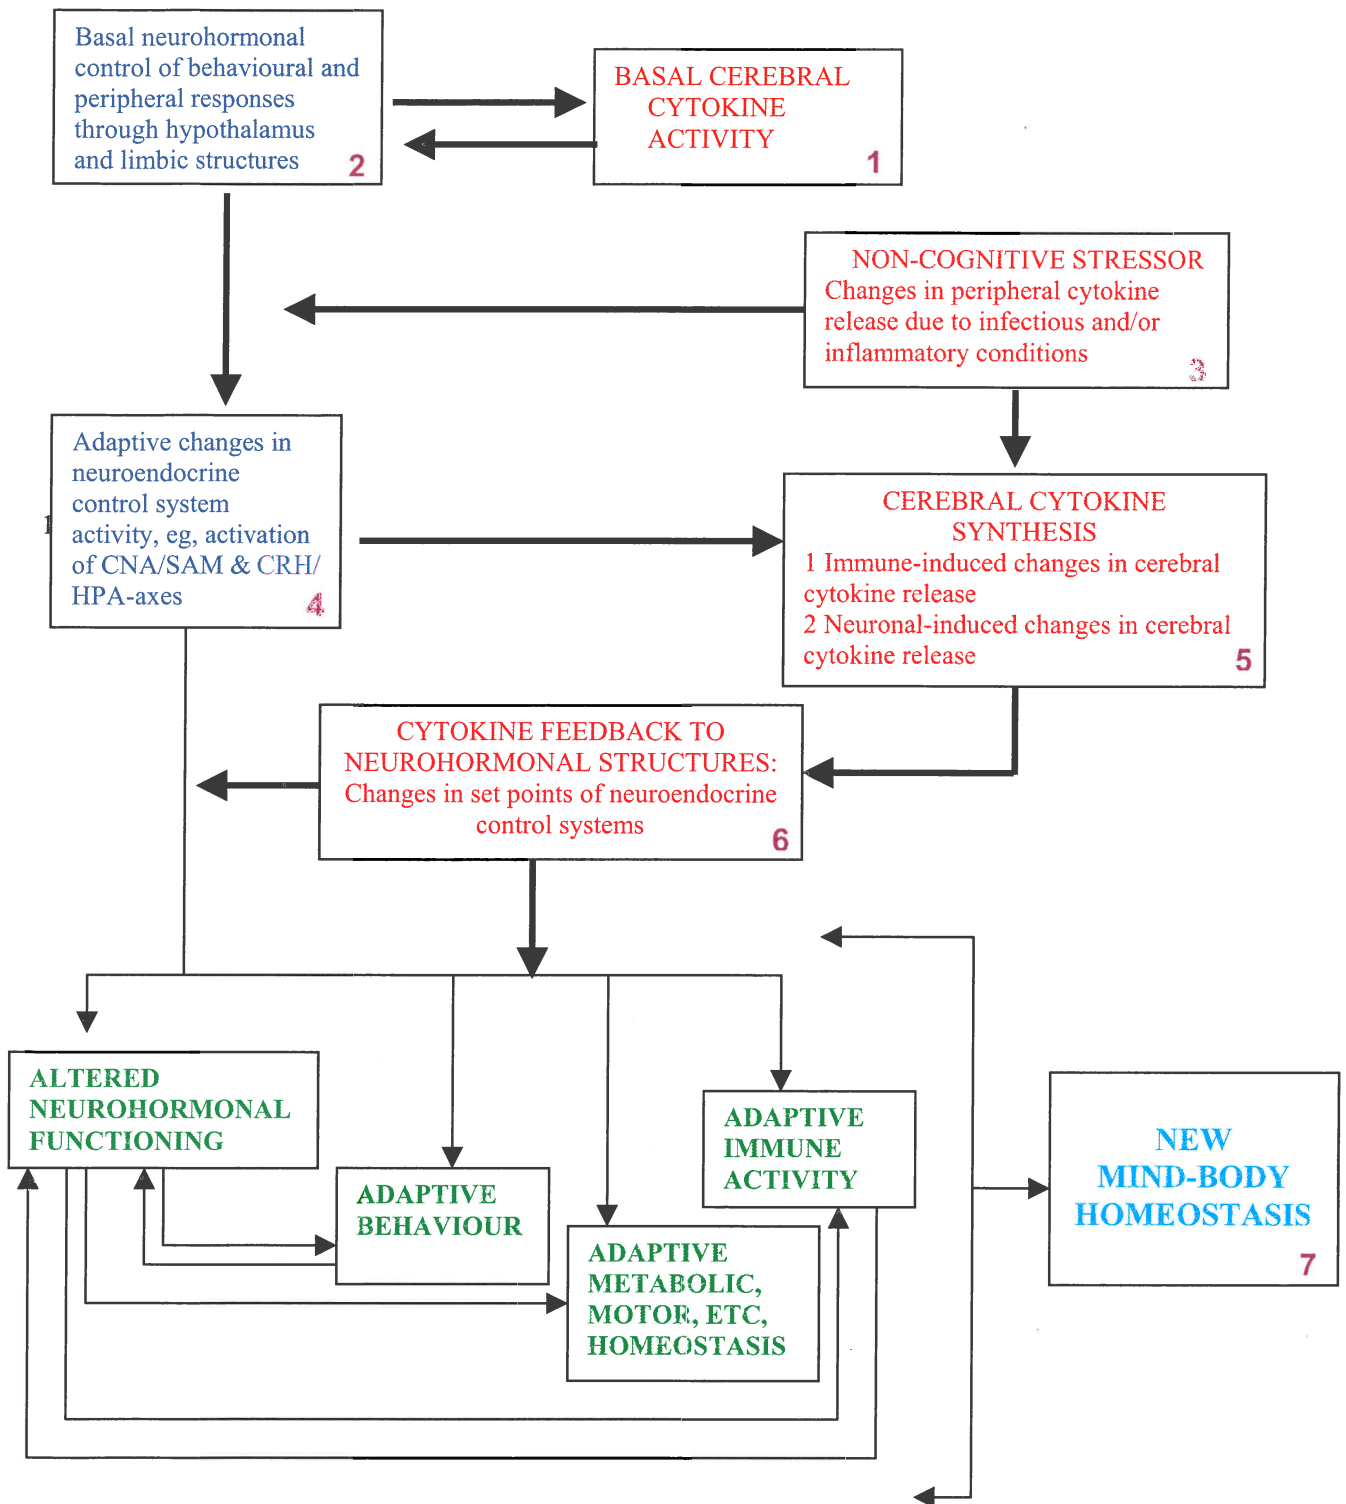 Basal neurohormonal
control of behavioural and
peripheral responses
through hypothalamus
and limbic structures
2
BASAL CEREBRAL
CYTOKINE
ACTIVITY
1
NON-COGNITIVE STRESSOR
Changes in peripheral cytokine
release due to infectious and/or
inflammatory conditions
3
Adaptive changes in
neuroendocrine
control system
activity, eg, activation
of CNA/SAM & CRH/
HPA-axes
4
1
CEREBRAL CYTOKINE
SYNTHESIS
1 Immune-induced changes in cerebral
cytokine release
2 Neuronal-induced changes in cerebral
cytokine release
5
CYTOKINE FEEDBACK TO
NEUROHORMONAL STRUCTURES:
Changes in set points of neuroendocrine
control systems
6
ALTERED
NEUROHORMONAL
FUNCTIONING
ADAPTIVE
BEHAVIOUR
ADAPTIVE
METABOLIC,
MOTOR, ETC,
HOMEOSTASIS
ADAPTIVE
IMMUNE
ACTIVITY
NEW
MIND-BODY
HOMEOSTASIS
7